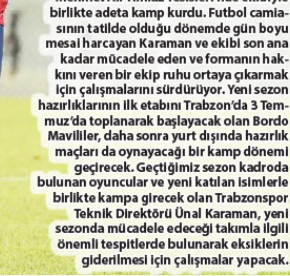 birlikte adeta kamp kurdu. Futbol camia-
sının tatilde olduğu dönemde gün boyu
mesai harcayan Karaman ve ekibi son ana
kadar mücadele eden ve formanın hak-
kını veren bir ekip ruhu ortaya çıkarmak
için çalışmalarını sürdürüyor. Yeni sezon
hazırlıklarının ilk etabını Trabzon'da 3 Tem-
muz'da toplanarak başlayacak olan Bordo
Mavililer, daha sonra yurt dışında hazırlık
maçları da oynayacağı bir kamp dönemi
geçirecek. Geçtiğimiz sezon kadroda
bulunan oyuncular ve yeni katılan isimlerle
birlikte kampa girecek olan Trabzonspor
Teknik Direktörü Ünal Karaman, yeni
sezonda mücadele edeceği takımla ilgili
önemli tespitlerde bulunarak eksiklerin
giderilmesi için çalışmalar yapacak.